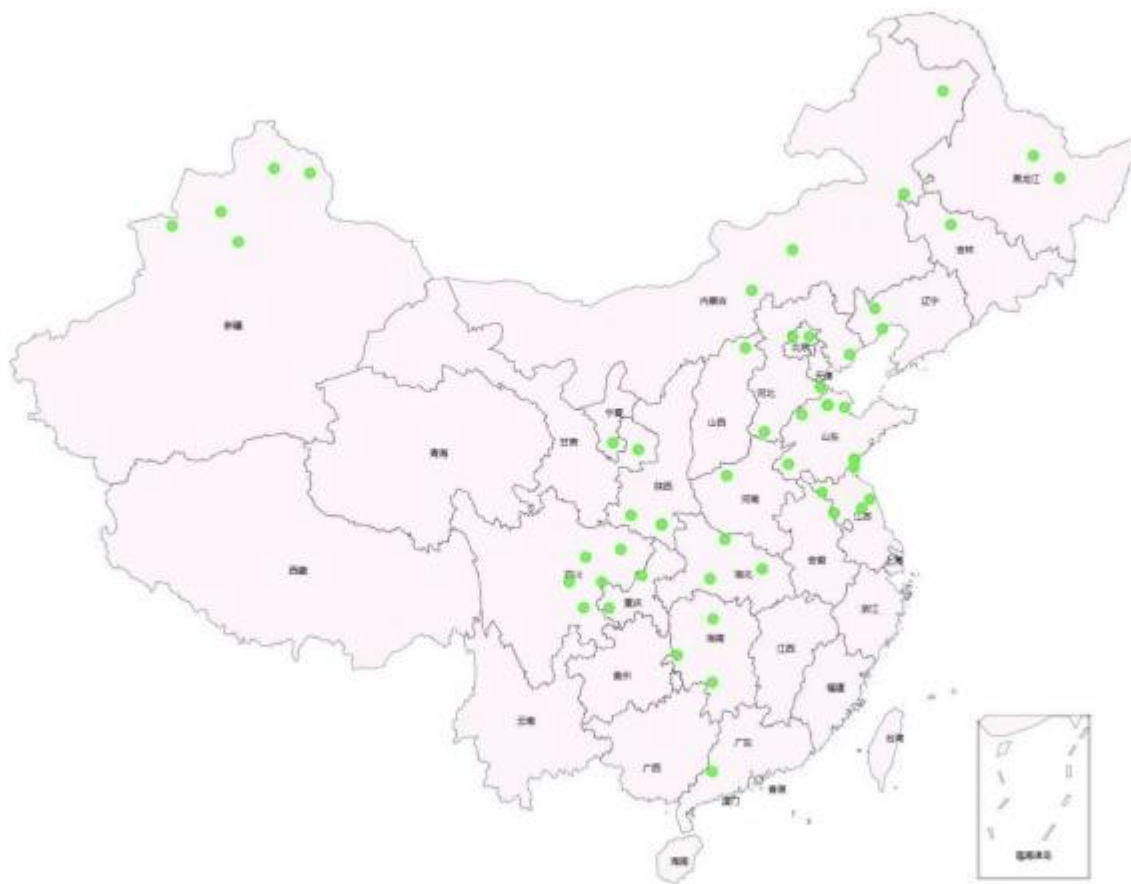 黑龙江
吉林
辽宁
内蒙古
新疆
北京
天津
河北
山西
宁夏
甘肃
青海
山东
陕西
河南
江苏
西藏
四川
湖北
安徽
上海
重庆
浙江
湖南
江西
贵州
福建
云南
广西
广东
台湾
香港
澳门
海南
南海诸岛